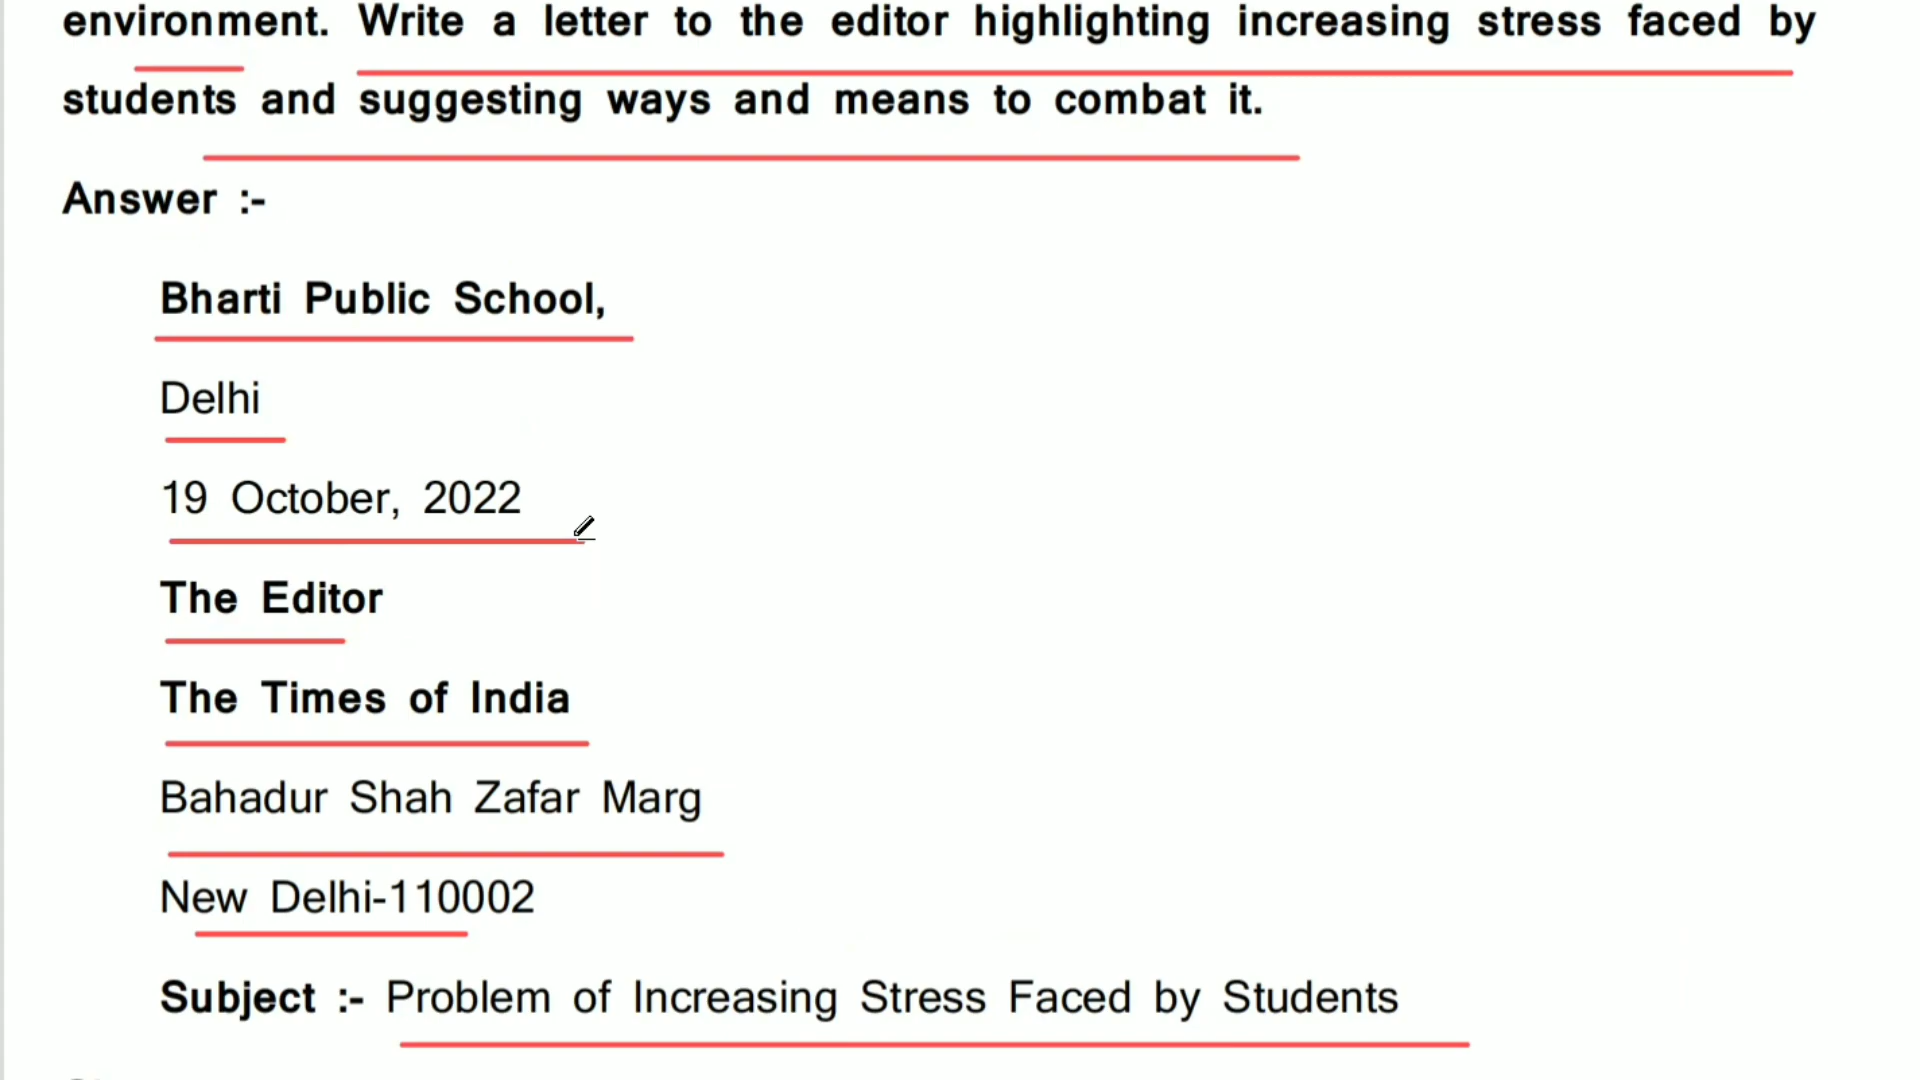 environment. Write a letter to the editor highlighting increasing stress faced by
students and suggesting ways and means to combat it.
Answer :-
Bharti Public School,
Delhi
19 October, 2022
The Editor
The Times of India
Bahadur Shah Zafar Marg
New Delhi-110002
Subject :- Problem of Increasing Stress Faced by Students